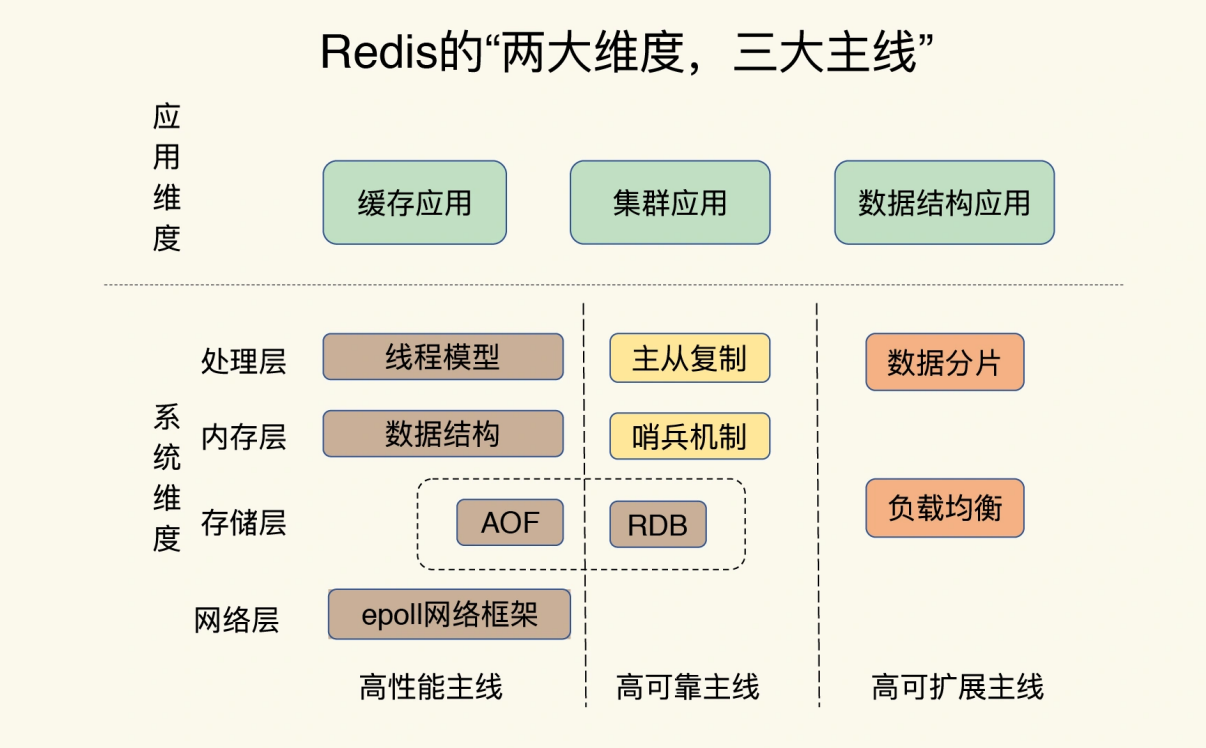 Redis的“两大维度，三大主线”
应用维度
缓存应用
集群应用
数据结构应用
系统维度
处理层
线程模型
主从复制
数据分片
内存层
数据结构
哨兵机制
存储层
AOF
RDB
负载均衡
网络层
epoll网络框架
高性能主线
高可靠主线
高可扩展主线